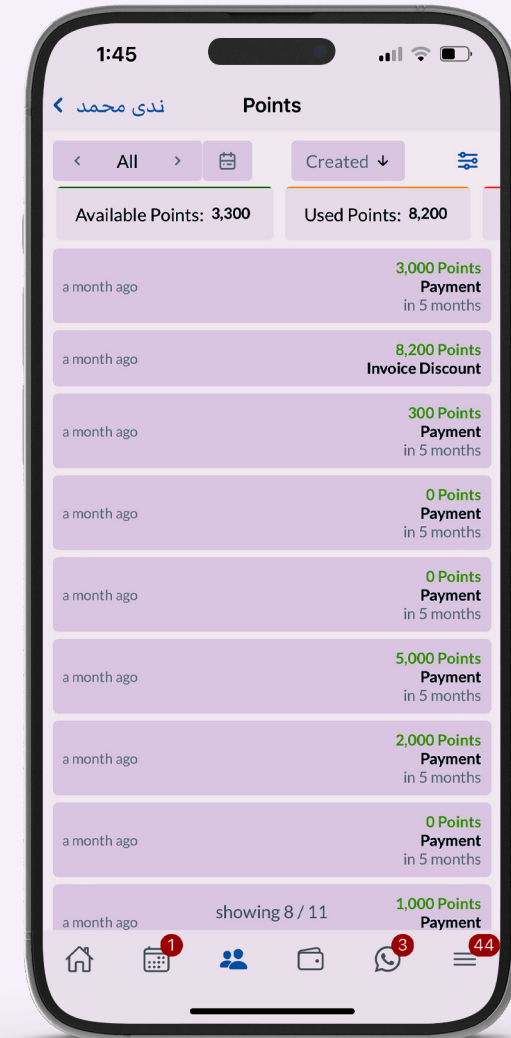 1:45
ندى محمد
Points
All
Created
Available Points: 3,300
Used Points: 8,200
3,000 Points
a month ago
Payment
in 5 months
8,200 Points
a month ago
Invoice Discount
300 Points
a month ago
Payment
in 5 months
0 Points
a month ago
Payment
in 5 months
0 Points
a month ago
Payment
in 5 months
5,000 Points
a month ago
Payment
in 5 months
2,000 Points
a month ago
Payment
in 5 months
0 Points
a month ago
Payment
in 5 months
1,000 Points
showing 8 / 11
a month ago
Payment
1
3
44